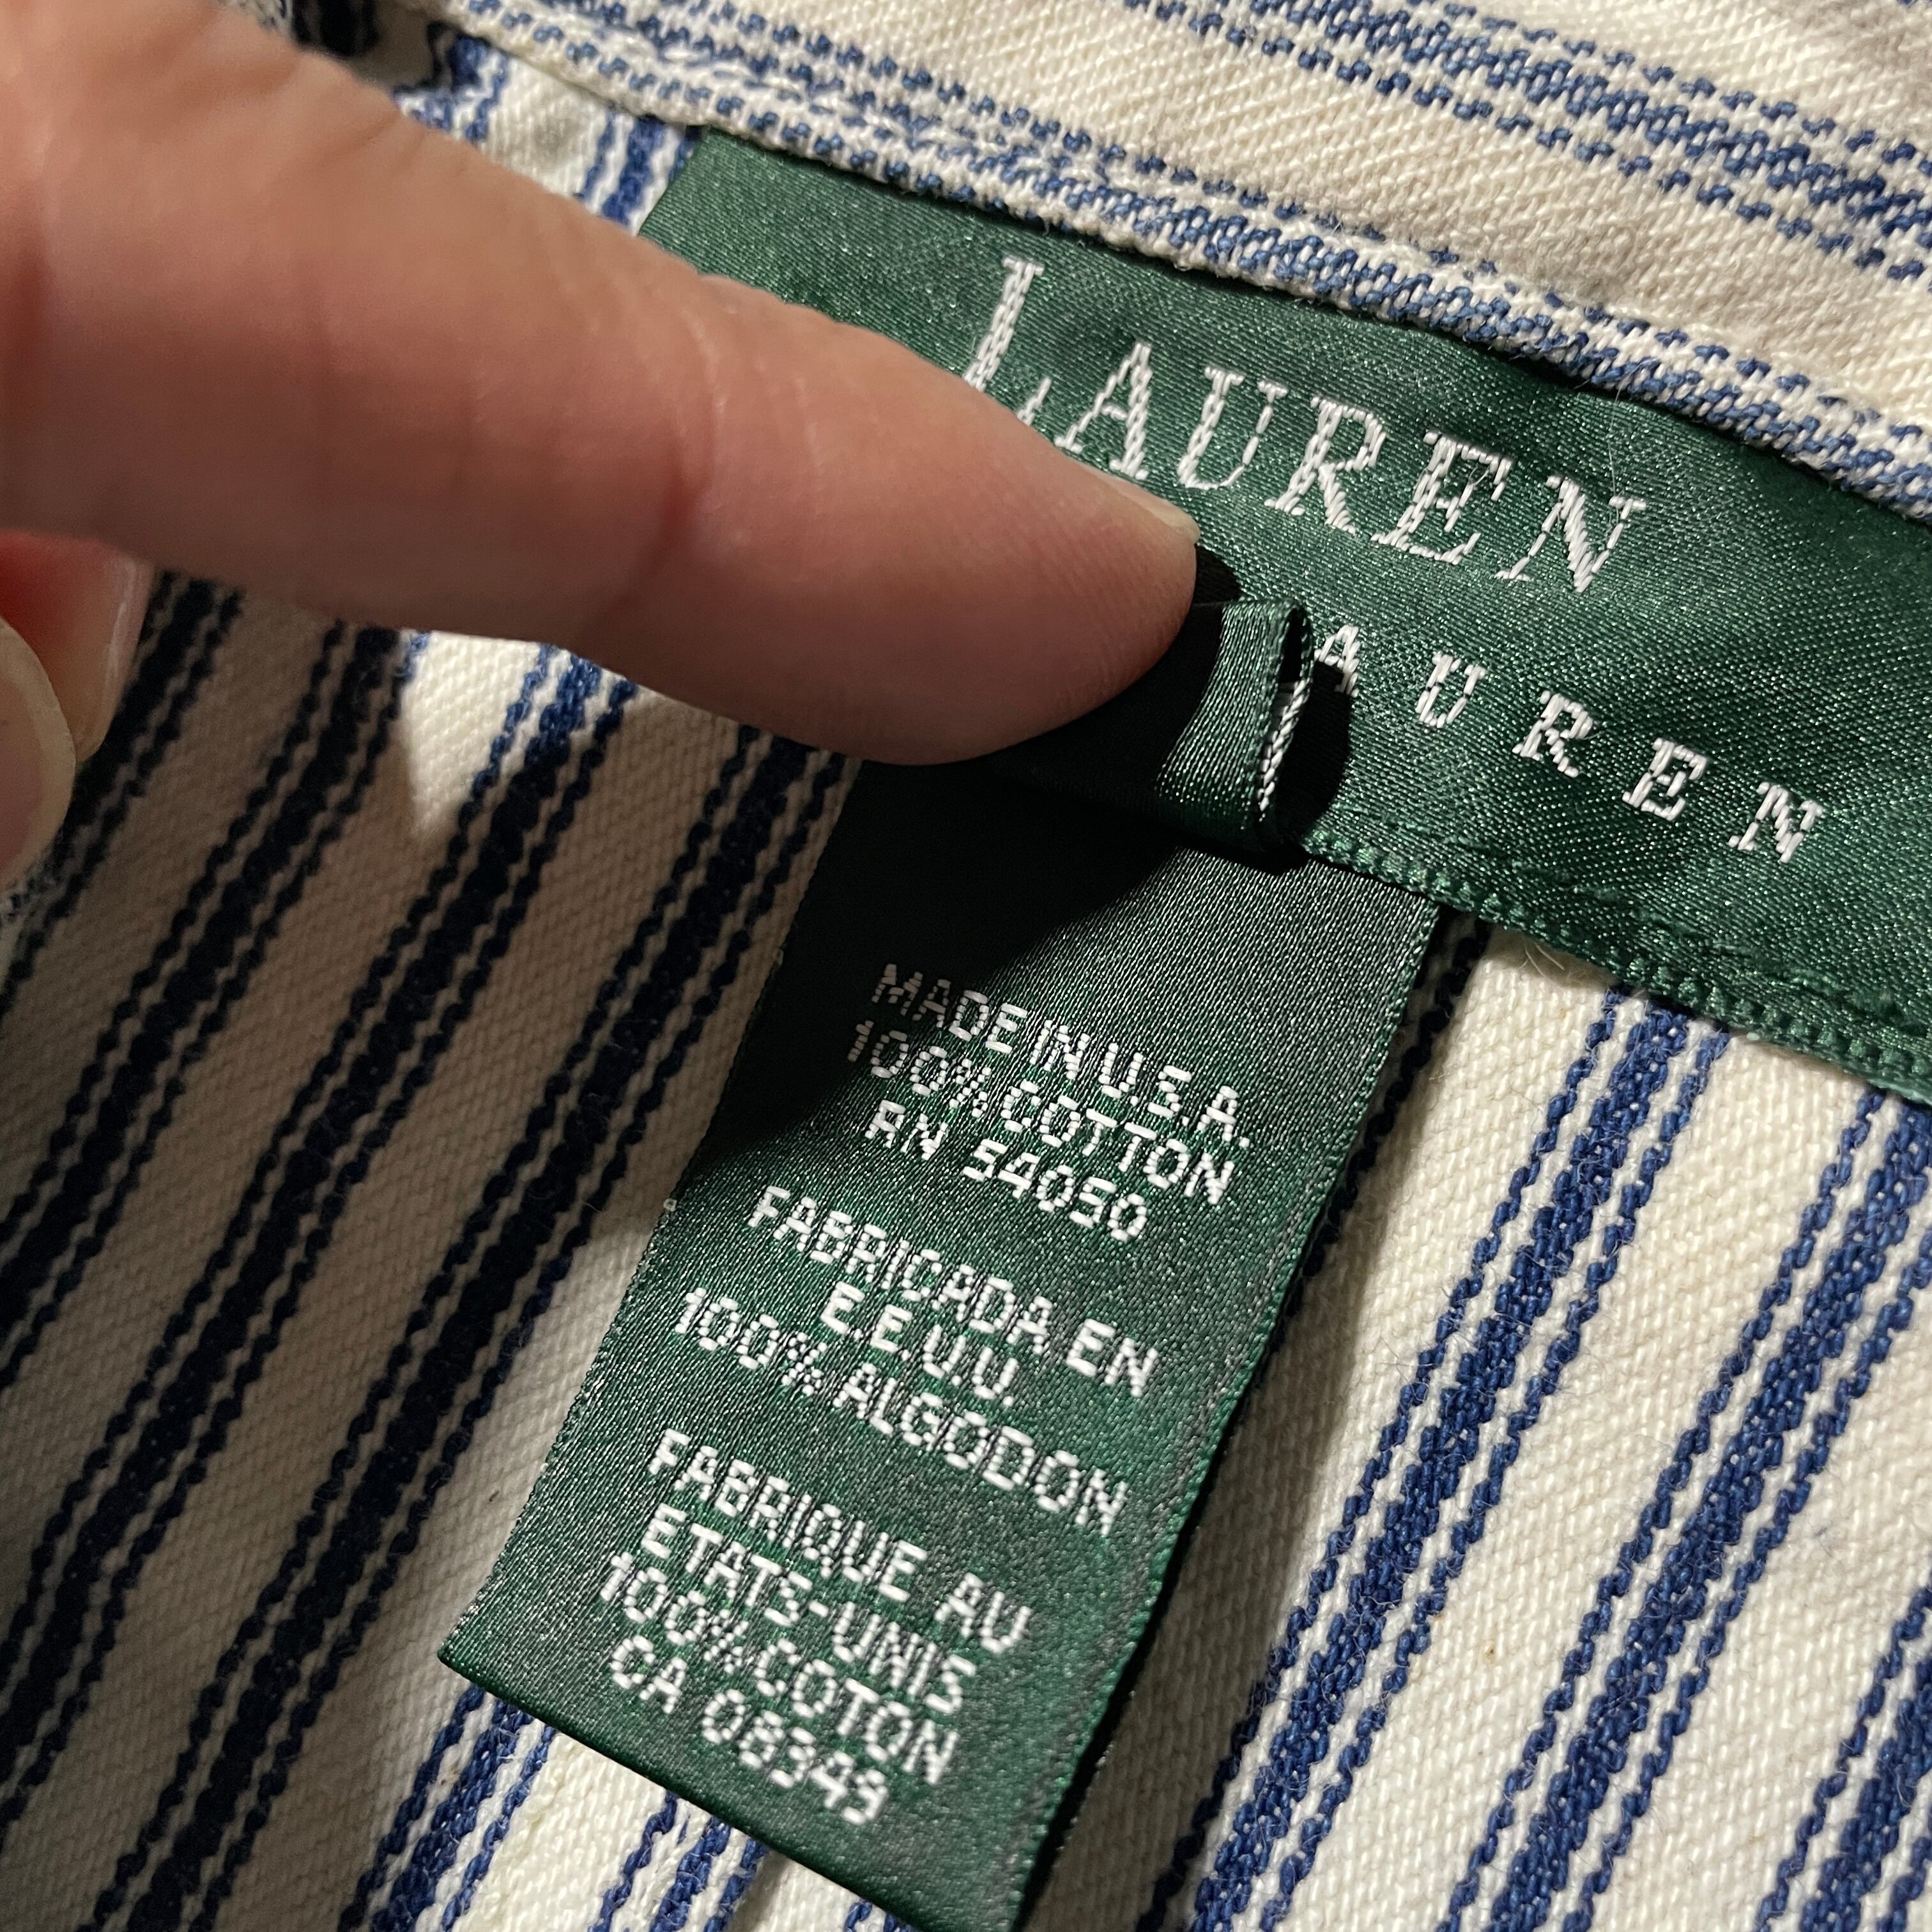 LAUREN
AUREN
MADE IN U.S.A.
100% COTTON
RN 54050
FABRICADA EN
E.E U.U.
100% ALGODON
FABRIQUE AU
ETATS-UNIS
100% COTON
CA 08349